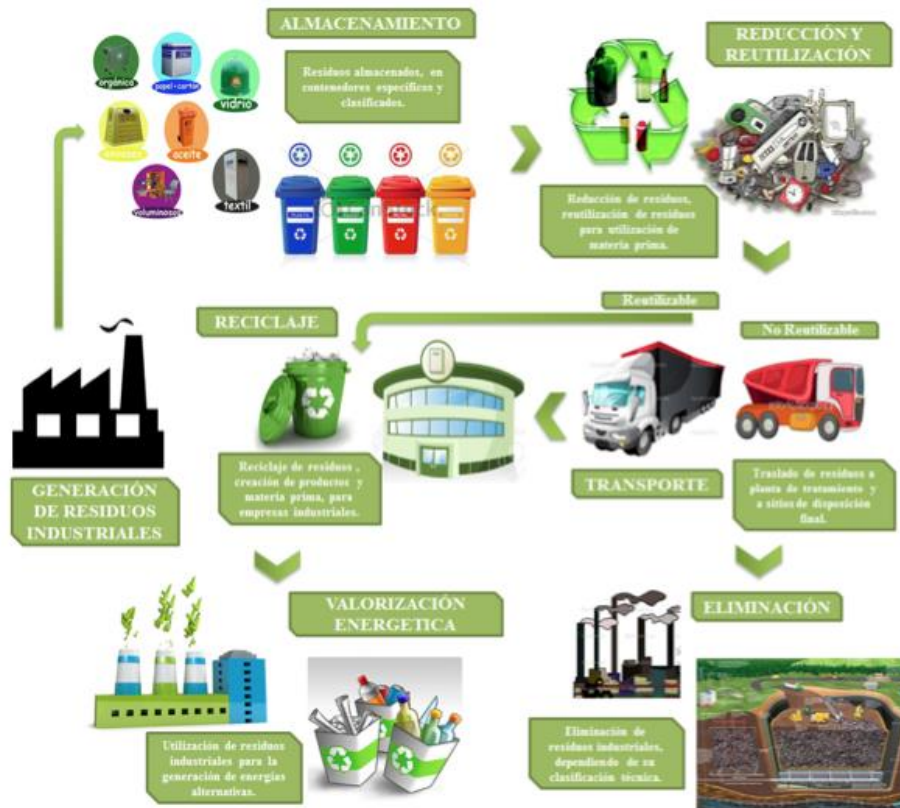 ALMACENAMIENTO
orgánico
papel-cartón
vidrio
aceite
voluminosos
textil
Residuos almacenados, en
contenedores específicos y
clasificados.
REDUCCIÓN Y
REUTILIZACIÓN
Reducción de residuos,
reutilización de residuos
para utilización de
materia prima.
Reutilizable
No Reutilizable
RECICLAJE
Reciclaje de residuos ,
creación de productos y
materia prima, para
empresas industriales.
GENERACIÓN
DE RESIDUOS
INDUSTRIALES
TRANSPORTE
Traslado de residuos a
planta de tratamiento y
a sitios de disposición
final.
VALORIZACIÓN
ENERGETICA
Utilización de residuos
industriales para la
generación de energías
alternativas.
ELIMINACIÓN
Eliminación de
residuos industriales,
dependiendo de su
clasificación técnica.